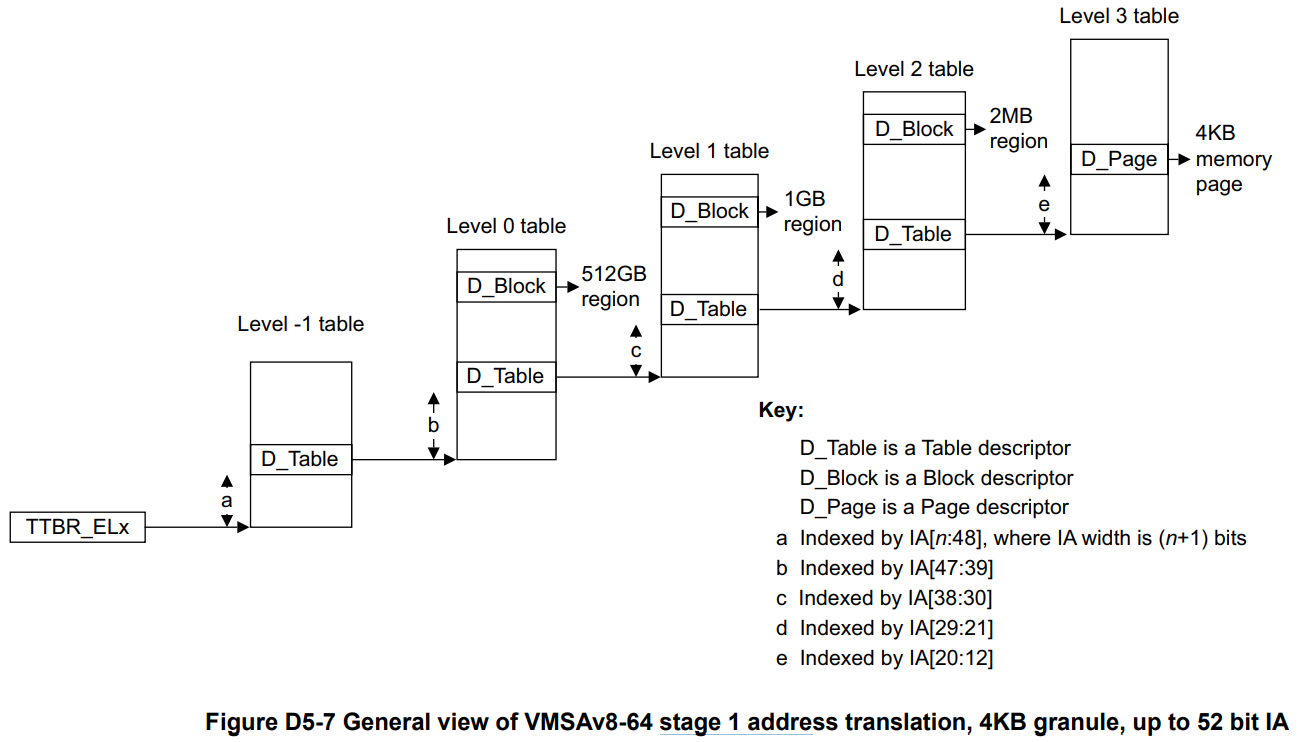 Level 3 table
Level 2 table
D_Block
2MB
region
4KB
memory
page
D_Page
Level 1 table
e
D_Block
1GB
region
D_Table
Level 0 table
d
D_Block
512GB
region
D_Table
Level -1 table
c
D_Table
b
D_Table
a
TTBR_ELx
Key:
D_Table is a Table descriptor
D_Block is a Block descriptor
D_Page is a Page descriptor
a Indexed by IA[n:48], where IA width is (n+1) bits
b Indexed by IA[47:39]
c Indexed by IA[38:30]
d Indexed by IA[29:21]
e Indexed by IA[20:12]
Figure D5-7 General view of VMSAv8-64 stage 1 address translation, 4KB granule, up to 52 bit IA